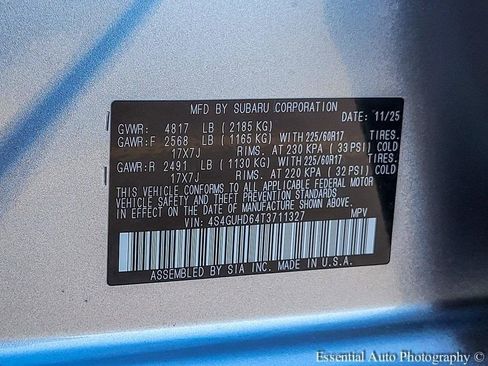 MFD BY SUBARU CORPORATION
DATE: 11/25
GVWR: 4817 LB (2185 KG)
GAWR:F 2568 LB (1165 KG) WITH 225/60R17 TIRES.
17X7J RIMS. AT 230 KPA (33 PSI) COLD
GAWR:R 2491 LB (1130 KG) WITH 225/60R17 TIRES.
17X7J RIMS. AT 220 KPA (32 PSI) COLD
THIS VEHICLE CONFORMS TO ALL APPLICABLE FEDERAL MOTOR
VEHICLE SAFETY AND THEFT PREVENTION STANDARDS
IN EFFECT ON THE DATE OF MANUFACTURE SHOWN ABOVE.
VIN: 4S4GUHD64T3711327 MPV
ASSEMBLED BY SIA INC. MADE IN U.S.A.
Essential Auto Photography ©